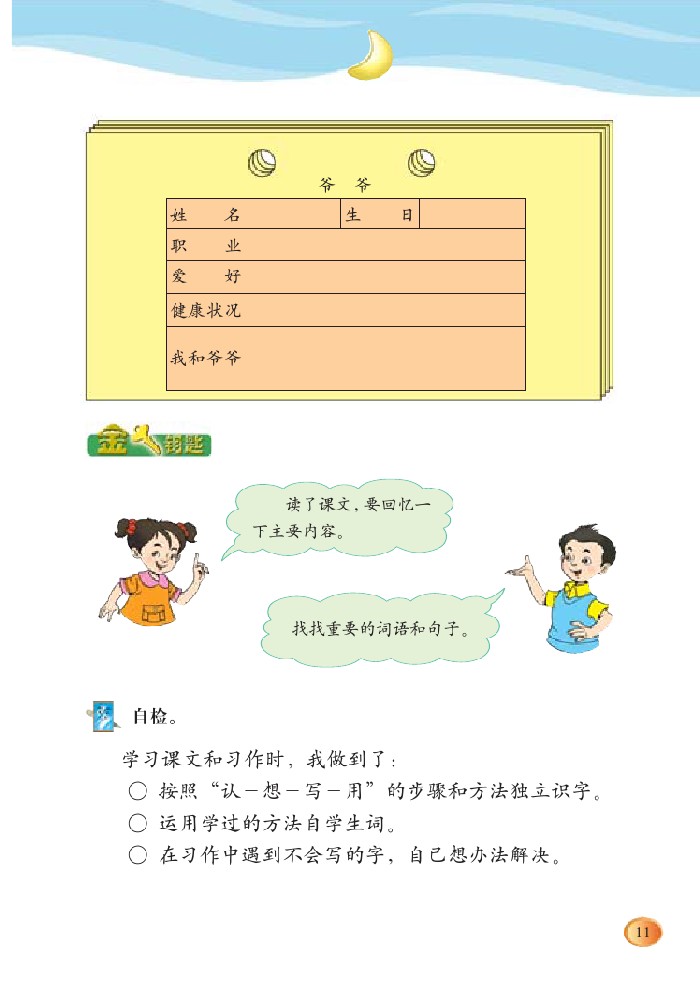 爷 爷
姓 名 生 日
职 业
爱 好
健康状况
我和爷爷
金钥匙
读了课文，要回忆一
下主要内容。
找找重要的词语和句子。
自检。
学习课文和习作时，我做到了：
○ 按照“认－想－写－用”的步骤和方法独立识字。
○ 运用学过的方法自学生词。
○ 在习作中遇到不会写的字，自己想办法解决。
11